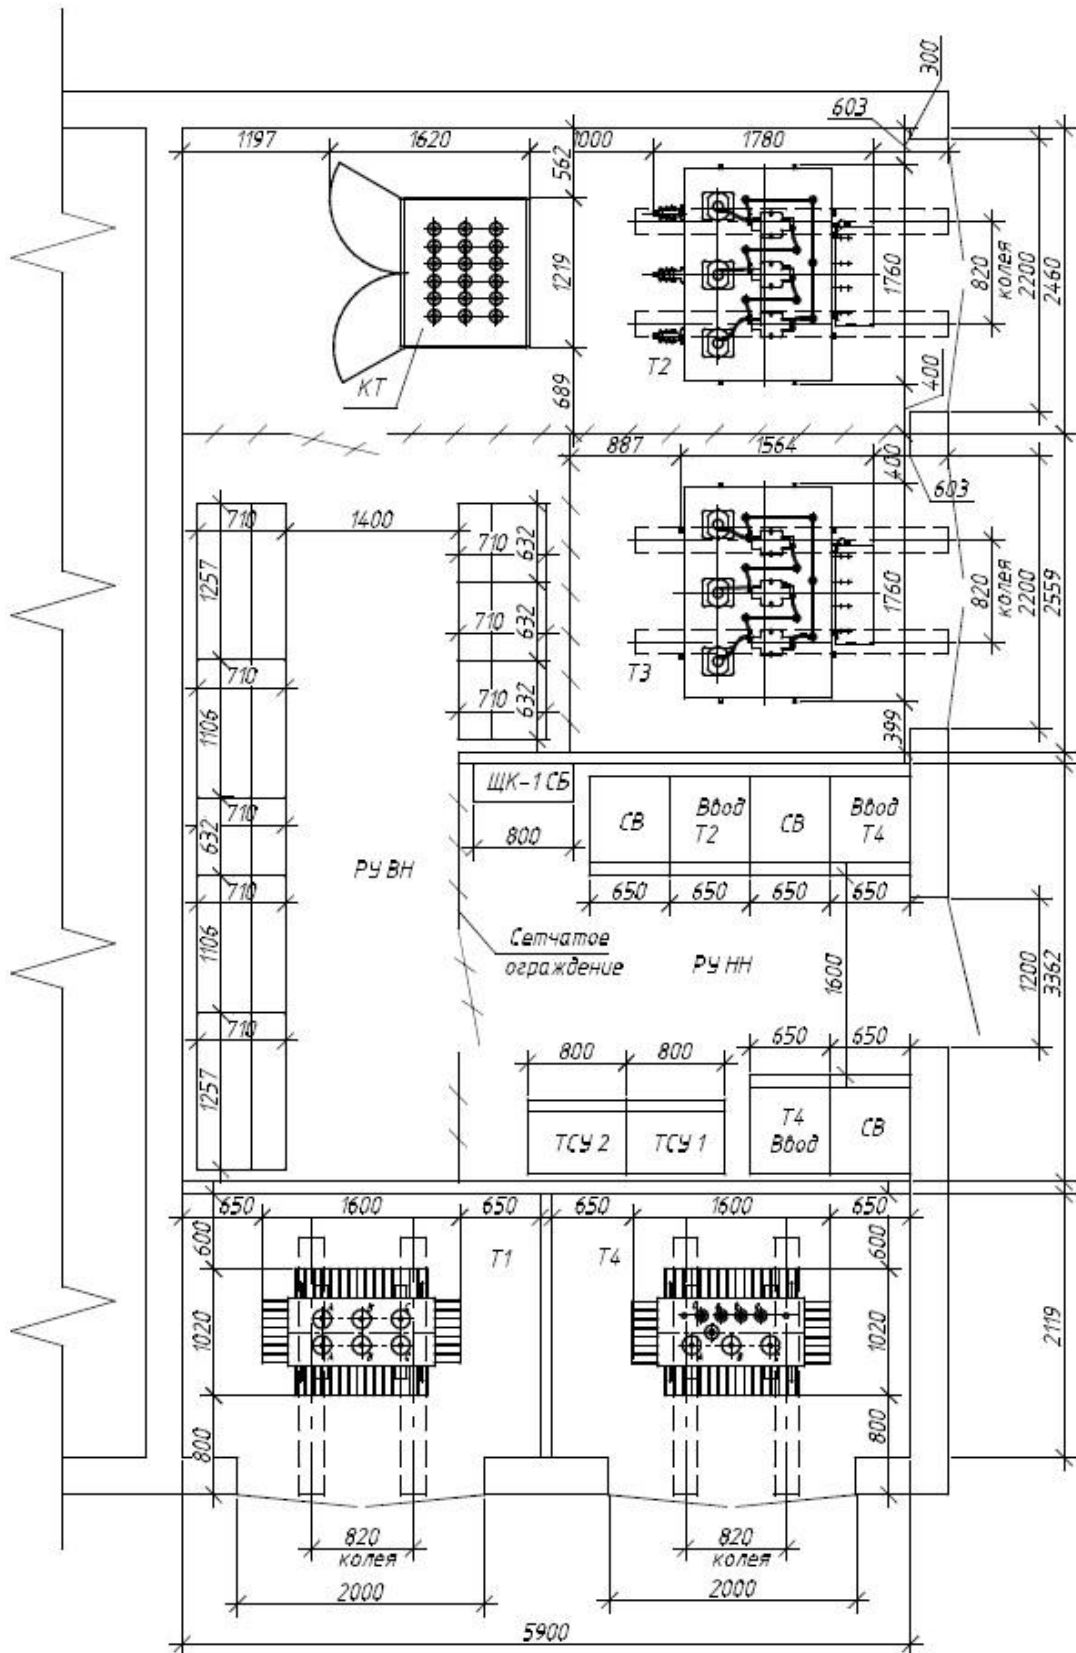 300
603
1197
1620
1000
1780
562
1219
1760
820
колея
2200
2460
Т2
КТ
689
400
887
1564
400
603
710
1400
710
632
1257
1760
820
колея
2200
2559
710
632
710
Т3
1106
710
632
399
ЩК-1 СБ
СВ
Ввод
Т2
СВ
Ввод
Т4
710
632
800
РУ ВН
650
650
650
650
710
Сетчатое
ограждение
РУ НН
1106
1600
1200
3362
710
650
650
800
800
1257
ТСУ 2
ТСУ 1
Т4
Ввод
СВ
650
1600
650
650
1600
650
600
Т1
Т4
600
1020
1020
2119
800
800
820
колея
820
колея
2000
2000
5900